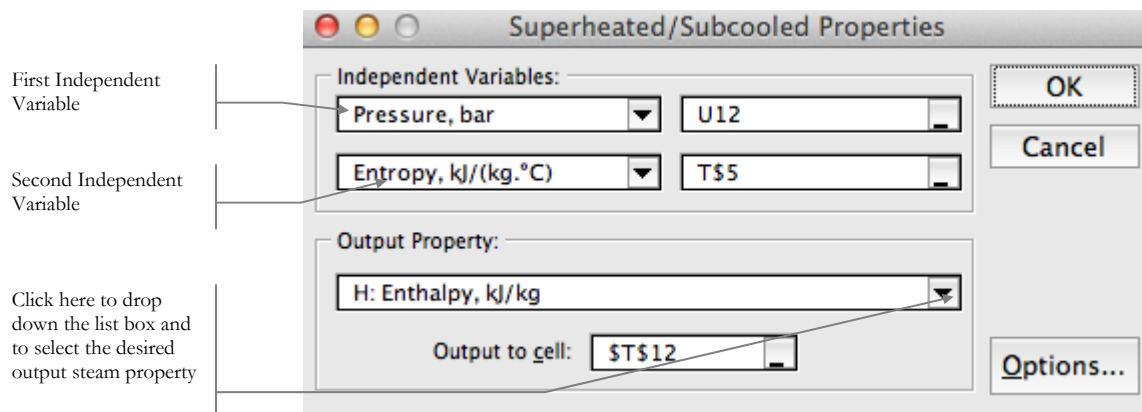 Superheated/Subcooled Properties
First Independent
Variable
Independent Variables:
Pressure, bar
U12
OK
Cancel
Second Independent
Variable
Entropy, kJ/(kg.°C)
T$5
Output Property:
Click here to drop
down the list box and
to select the desired
output steam property
H: Enthalpy, kJ/kg
Output to cell:
$T$12
Options...